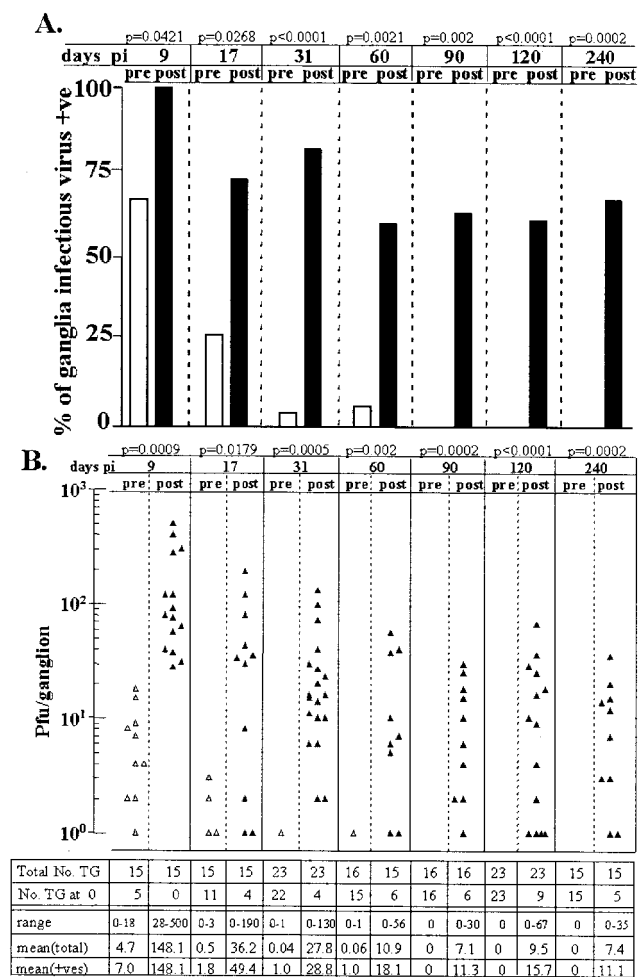 A.
p=0.0421 p=0.0268 p<0.0001 p=0.0021 p=0.002 p<0.0001 p=0.0002
days pi 9 17 31 60 90 120 240
pre post pre post pre post pre post pre post pre post pre post
% of ganglia infectious virus +ve
100
75
50
25
0
B.
p=0.0009 p=0.0179 p=0.0005 p=0.002 p=0.0002 p<0.0001 p=0.0002
days pi 9 17 31 60 90 120 240
pre post pre post pre post pre post pre post pre post pre post
Pfu/ganglion
10³
10²
10¹
10⁰
Total No. TG 15 15 15 15 23 23 16 15 16 16 23 23 15 15
No. TG at 0 5 0 11 4 22 4 15 6 16 6 23 9 15 5
range 0-18 28-500 0-3 0-190 0-1 0-130 0-1 0-56 0 0-30 0 0-67 0 0-35
mean(total) 4.7 148.1 0.5 36.2 0.04 27.8 0.06 10.9 0 7.1 0 9.5 0 7.4
mean(+ves) 7.0 148.1 1.8 49.4 1.0 28.8 1.0 18.1 0 11.3 0 15.7 0 11.1